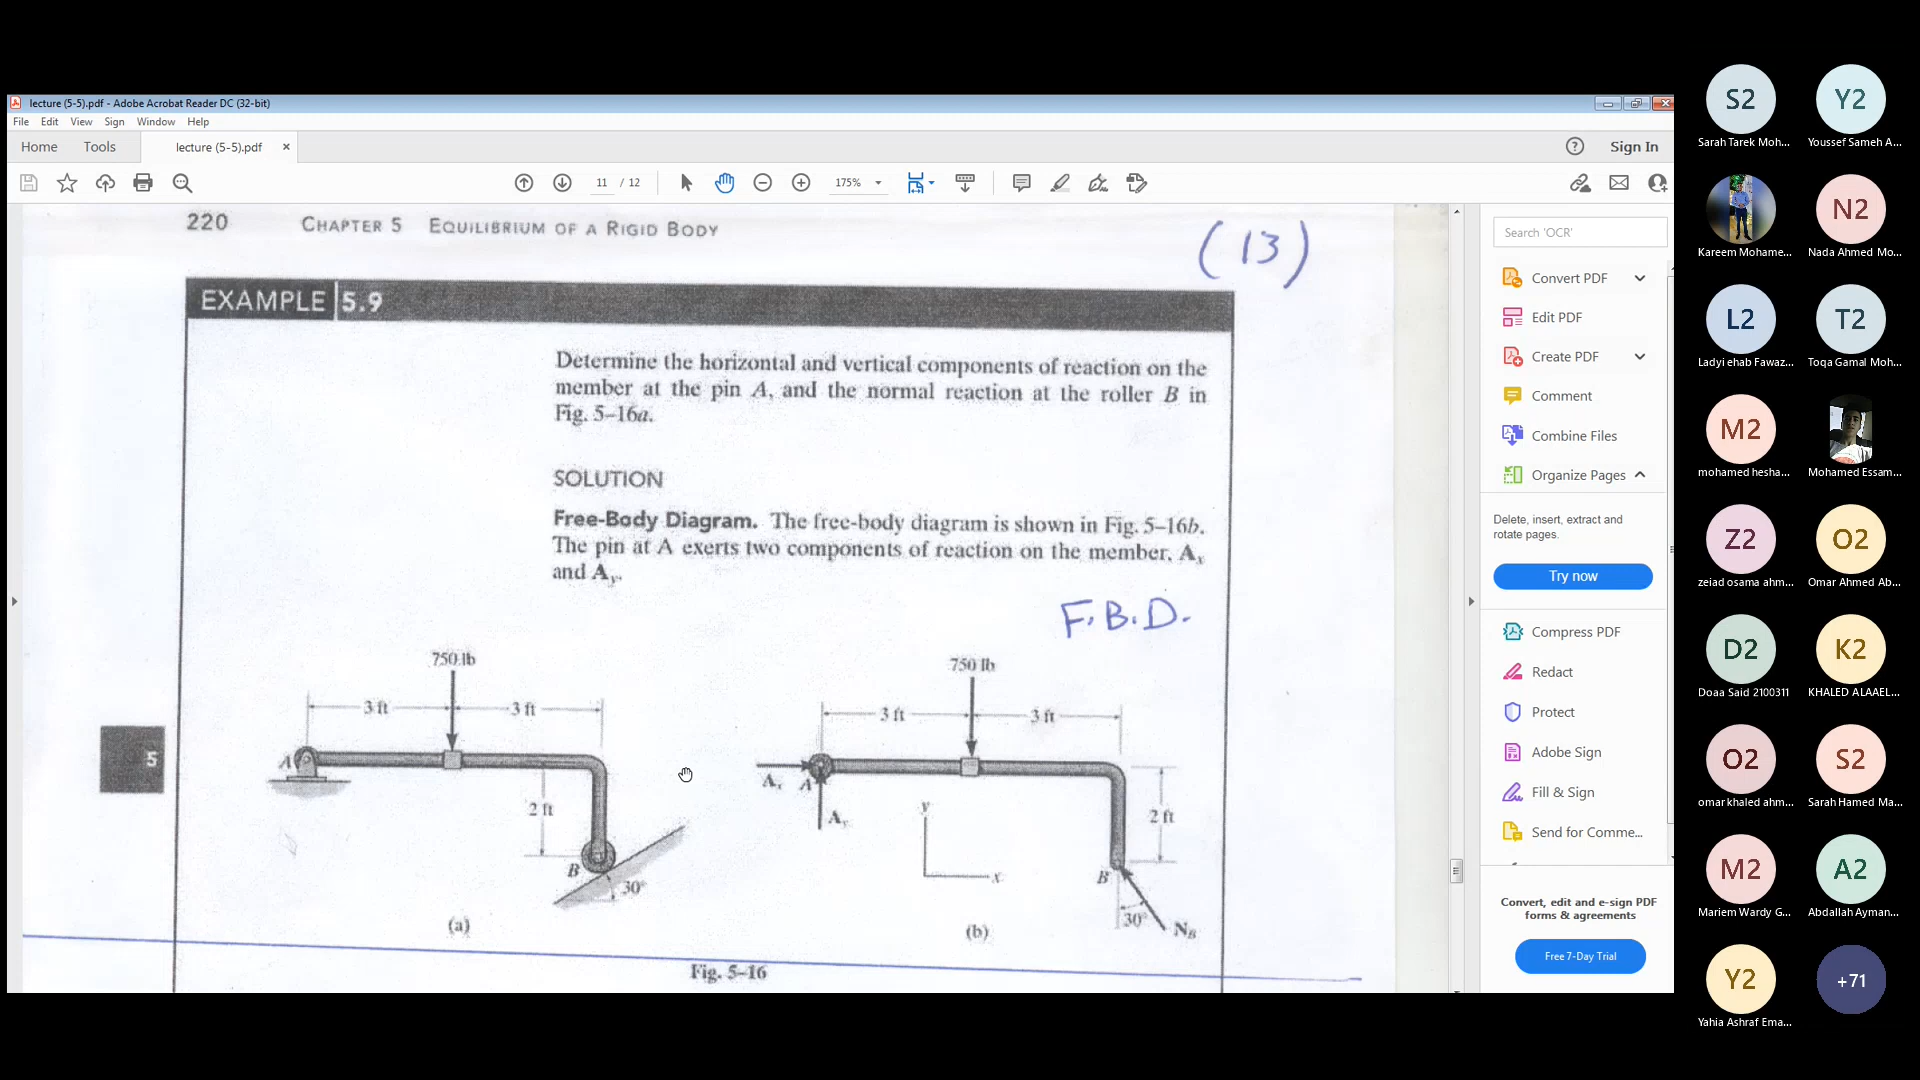 lecture (5-5).pdf - Adobe Acrobat Reader DC (32-bit)
File Edit View Sign Window Help
Home Tools lecture (5-5).pdf × Sign In
11 / 12 175%
220 CHAPTER 5 EQUILIBRIUM OF A RIGID BODY
(13)
EXAMPLE 5.9
Determine the horizontal and vertical components of reaction on the
member at the pin A, and the normal reaction at the roller B in
Fig. 5–16a.
SOLUTION
Free-Body Diagram. The free-body diagram is shown in Fig. 5–16b.
The pin at A exerts two components of reaction on the member, Aₓ
and Aᵧ.
F.B.D.
750 lb
3 ft 3 ft
A
2 ft
B
30°
(a)
750 lb
3 ft 3 ft
Aₓ A
Aᵧ
y
x
2 ft
B
30°
N_B
(b)
Fig. 5–16
5
Search 'OCR'
Convert PDF
Edit PDF
Create PDF
Comment
Combine Files
Organize Pages
Delete, insert, extract and
rotate pages.
Try now
Compress PDF
Redact
Protect
Adobe Sign
Fill & Sign
Send for Comme...
Convert, edit and e-sign PDF
forms & agreements
Free 7-Day Trial
S2 Y2
Sarah Tarek Moh... Youssef Sameh A...
N2
Kareem Mohame... Nada Ahmed Mo...
L2 T2
Ladyi ehab Fawaz... Toqa Gamal Moh...
M2
mohamed hesha... Mohamed Essam...
Z2 O2
zeiad osama ahm... Omar Ahmed Ab...
D2 K2
Doaa Said 2100311 KHALED ALAAEL...
O2 S2
omar khaled ahm... Sarah Hamed Ma...
M2 A2
Mariem Wardy G... Abdallah Ayman...
Y2 +71
Yahia Ashraf Ema...